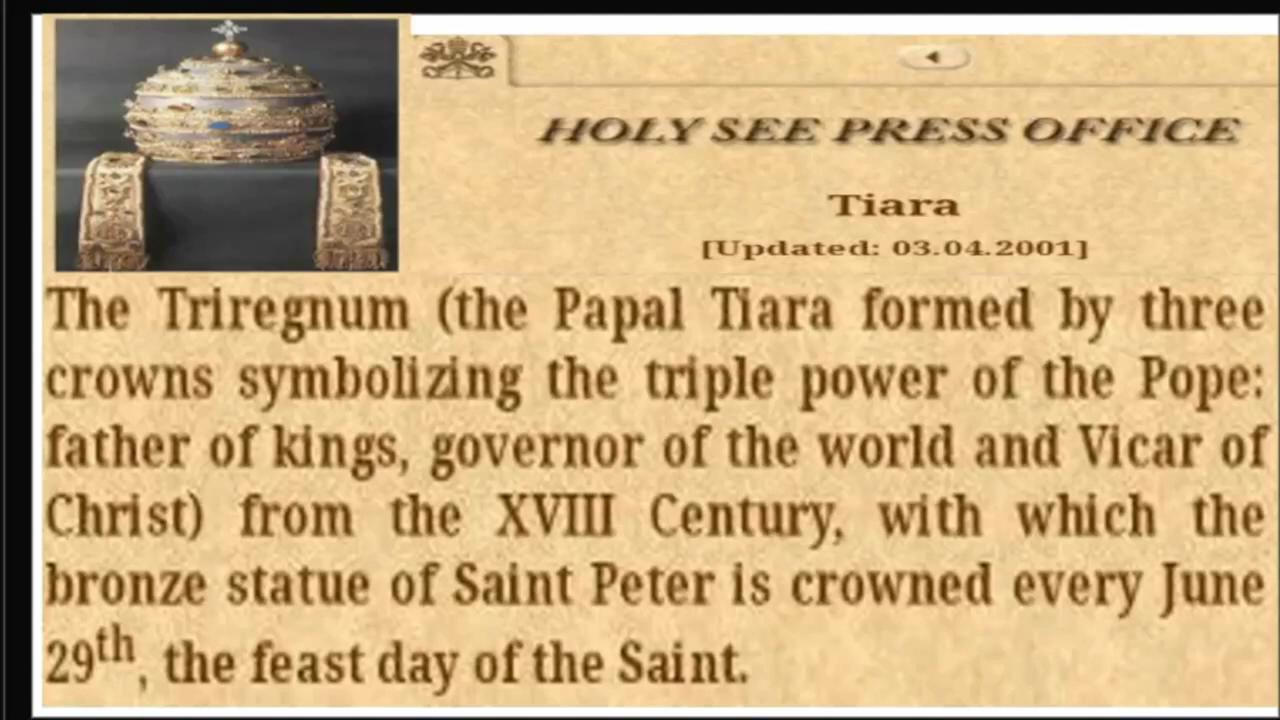 HOLY SEE PRESS OFFICE
Tiara
[Updated: 03.04.2001]
The Triregnum (the Papal Tiara formed by three
crowns symbolizing the triple power of the Pope:
father of kings, governor of the world and Vicar of
Christ) from the XVIII Century, with which the
bronze statue of Saint Peter is crowned every June
29th, the feast day of the Saint.